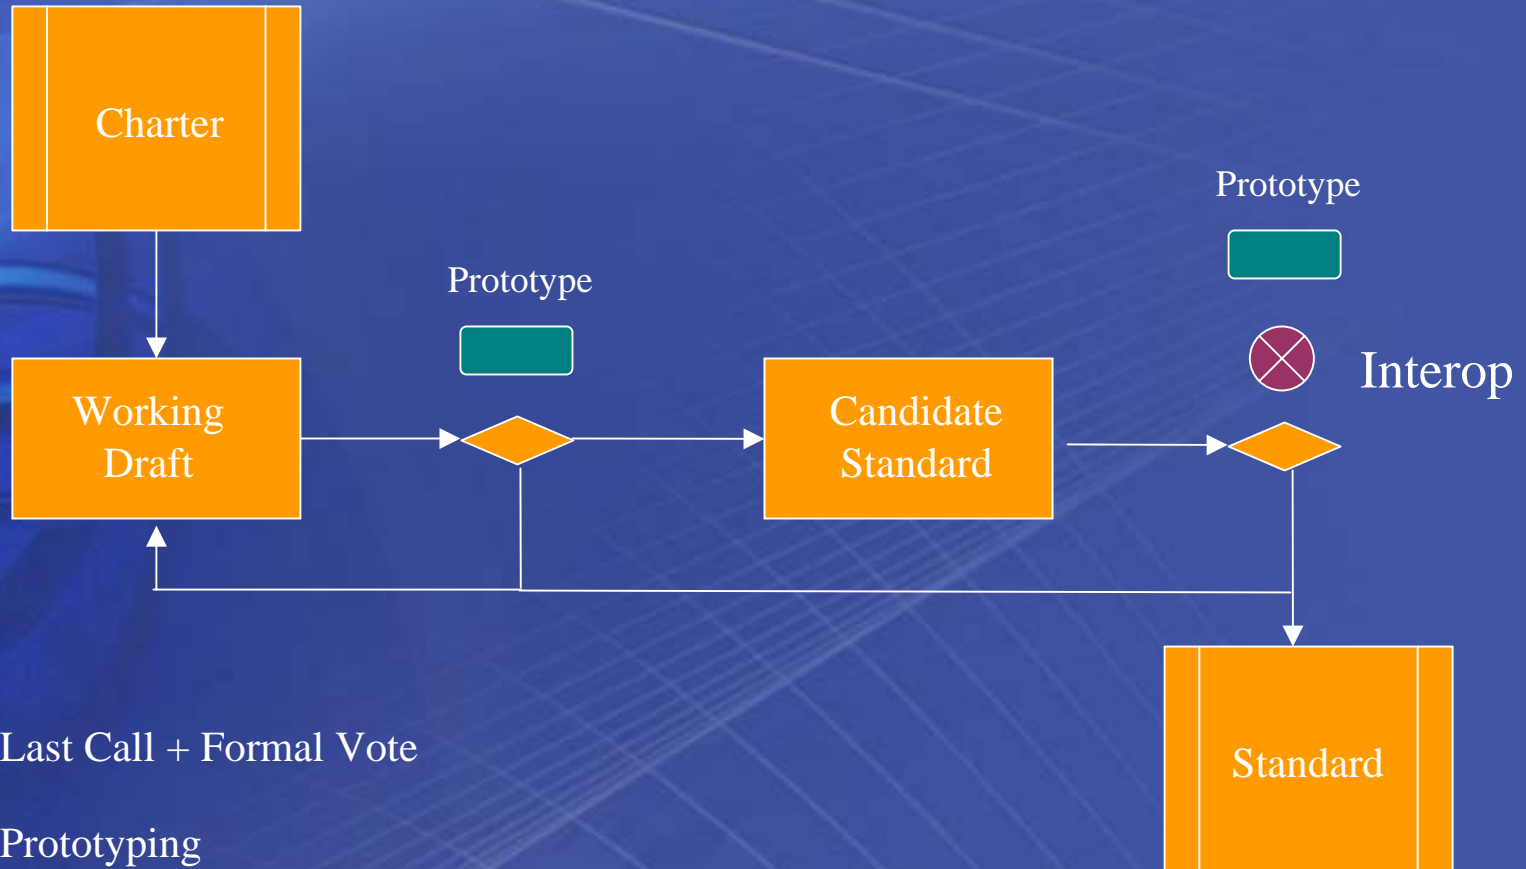 Charter
Prototype
Prototype
Interop
Working
Draft
Candidate
Standard
Last Call + Formal Vote
Standard
Prototyping